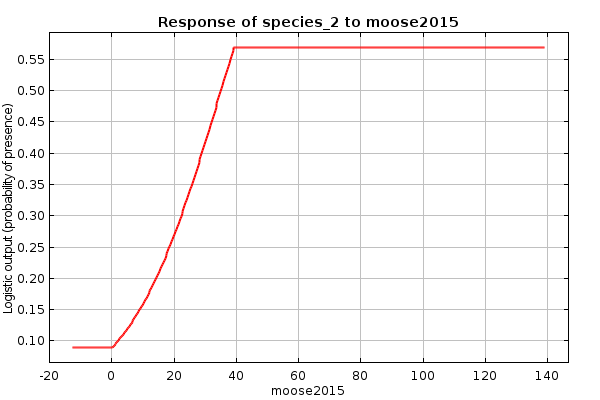 Response of species_2 to moose2015
Logistic output (probability of presence)
0.55
0.50
0.45
0.40
0.35
0.30
0.25
0.20
0.15
0.10
-20 0 20 40 60 80 100 120 140
moose2015